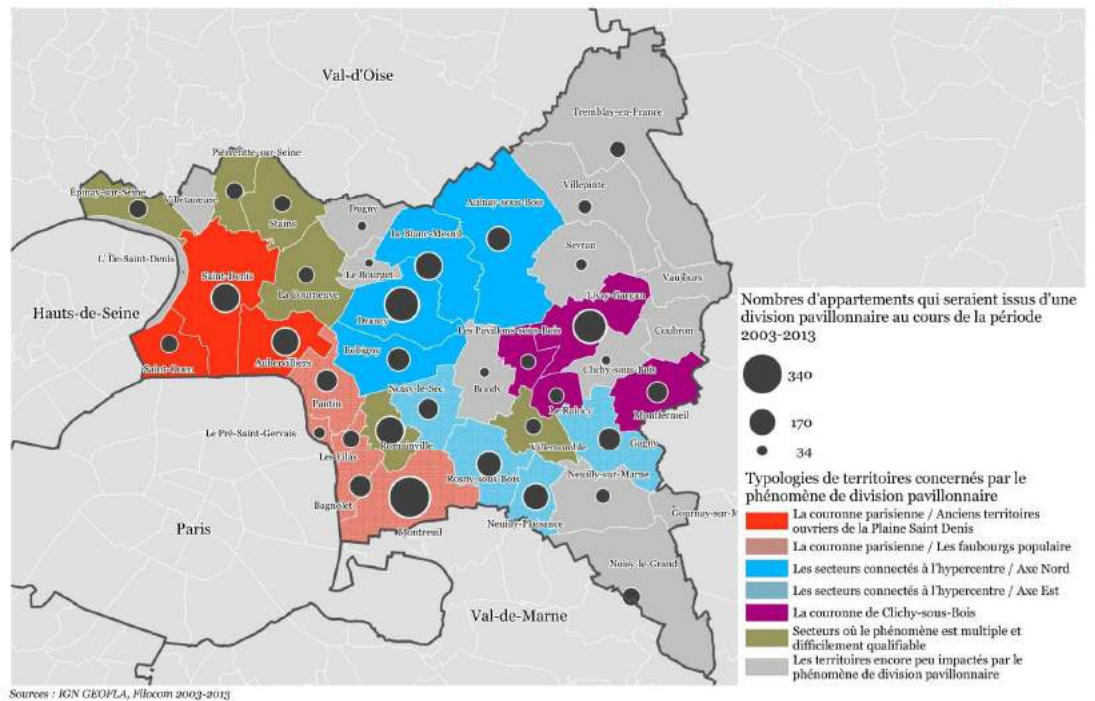 Val-d'Oise
Tremblay-en-France
Pierrefitte-sur-Seine
Villepinte
Épinay-sur-Seine
Villetaneuse
Aulnay-sous-Bois
Stains
Dugny
Le Blanc-Mesnil
Sevran
L'Île-Saint-Denis
Saint-Denis
Le Bourget
Vaujours
La Courneuve
Livry-Gargan
Hauts-de-Seine
Drancy
Les Pavillons-sous-Bois
Coubron
Aubervilliers
Bobigny
Saint-Ouen
Clichy-sous-Bois
Noisy-le-Sec
Bondy
Pantin
Le Raincy
Montfermeil
Le Pré-Saint-Gervais
Romainville
Villemomble
Gagny
Les Lilas
Rosny-sous-Bois
Neuilly-sur-Marne
Bagnolet
Paris
Montreuil
Neuilly-Plaisance
Gournay-sur-M
Noisy-le-Grand
Val-de-Marne
Nombres d'appartements qui seraient issus d'une
division pavillonnaire au cours de la période
2003-2013
340
170
34
Typologies de territoires concernés par le
phénomène de division pavillonnaire
La couronne parisienne / Anciens territoires
ouvriers de la Plaine Saint Denis
La couronne parisienne / Les faubourgs populaire
Les secteurs connectés à l'hypercentre / Axe Nord
Les secteurs connectés à l'hypercentre / Axe Est
La couronne de Clichy-sous-Bois
Secteurs où le phénomène est multiple et
difficilement qualifiable
Les territoires encore peu impactés par le
phénomène de division pavillonnaire
Sources : IGN GEOFLA, Filocom 2003-2013